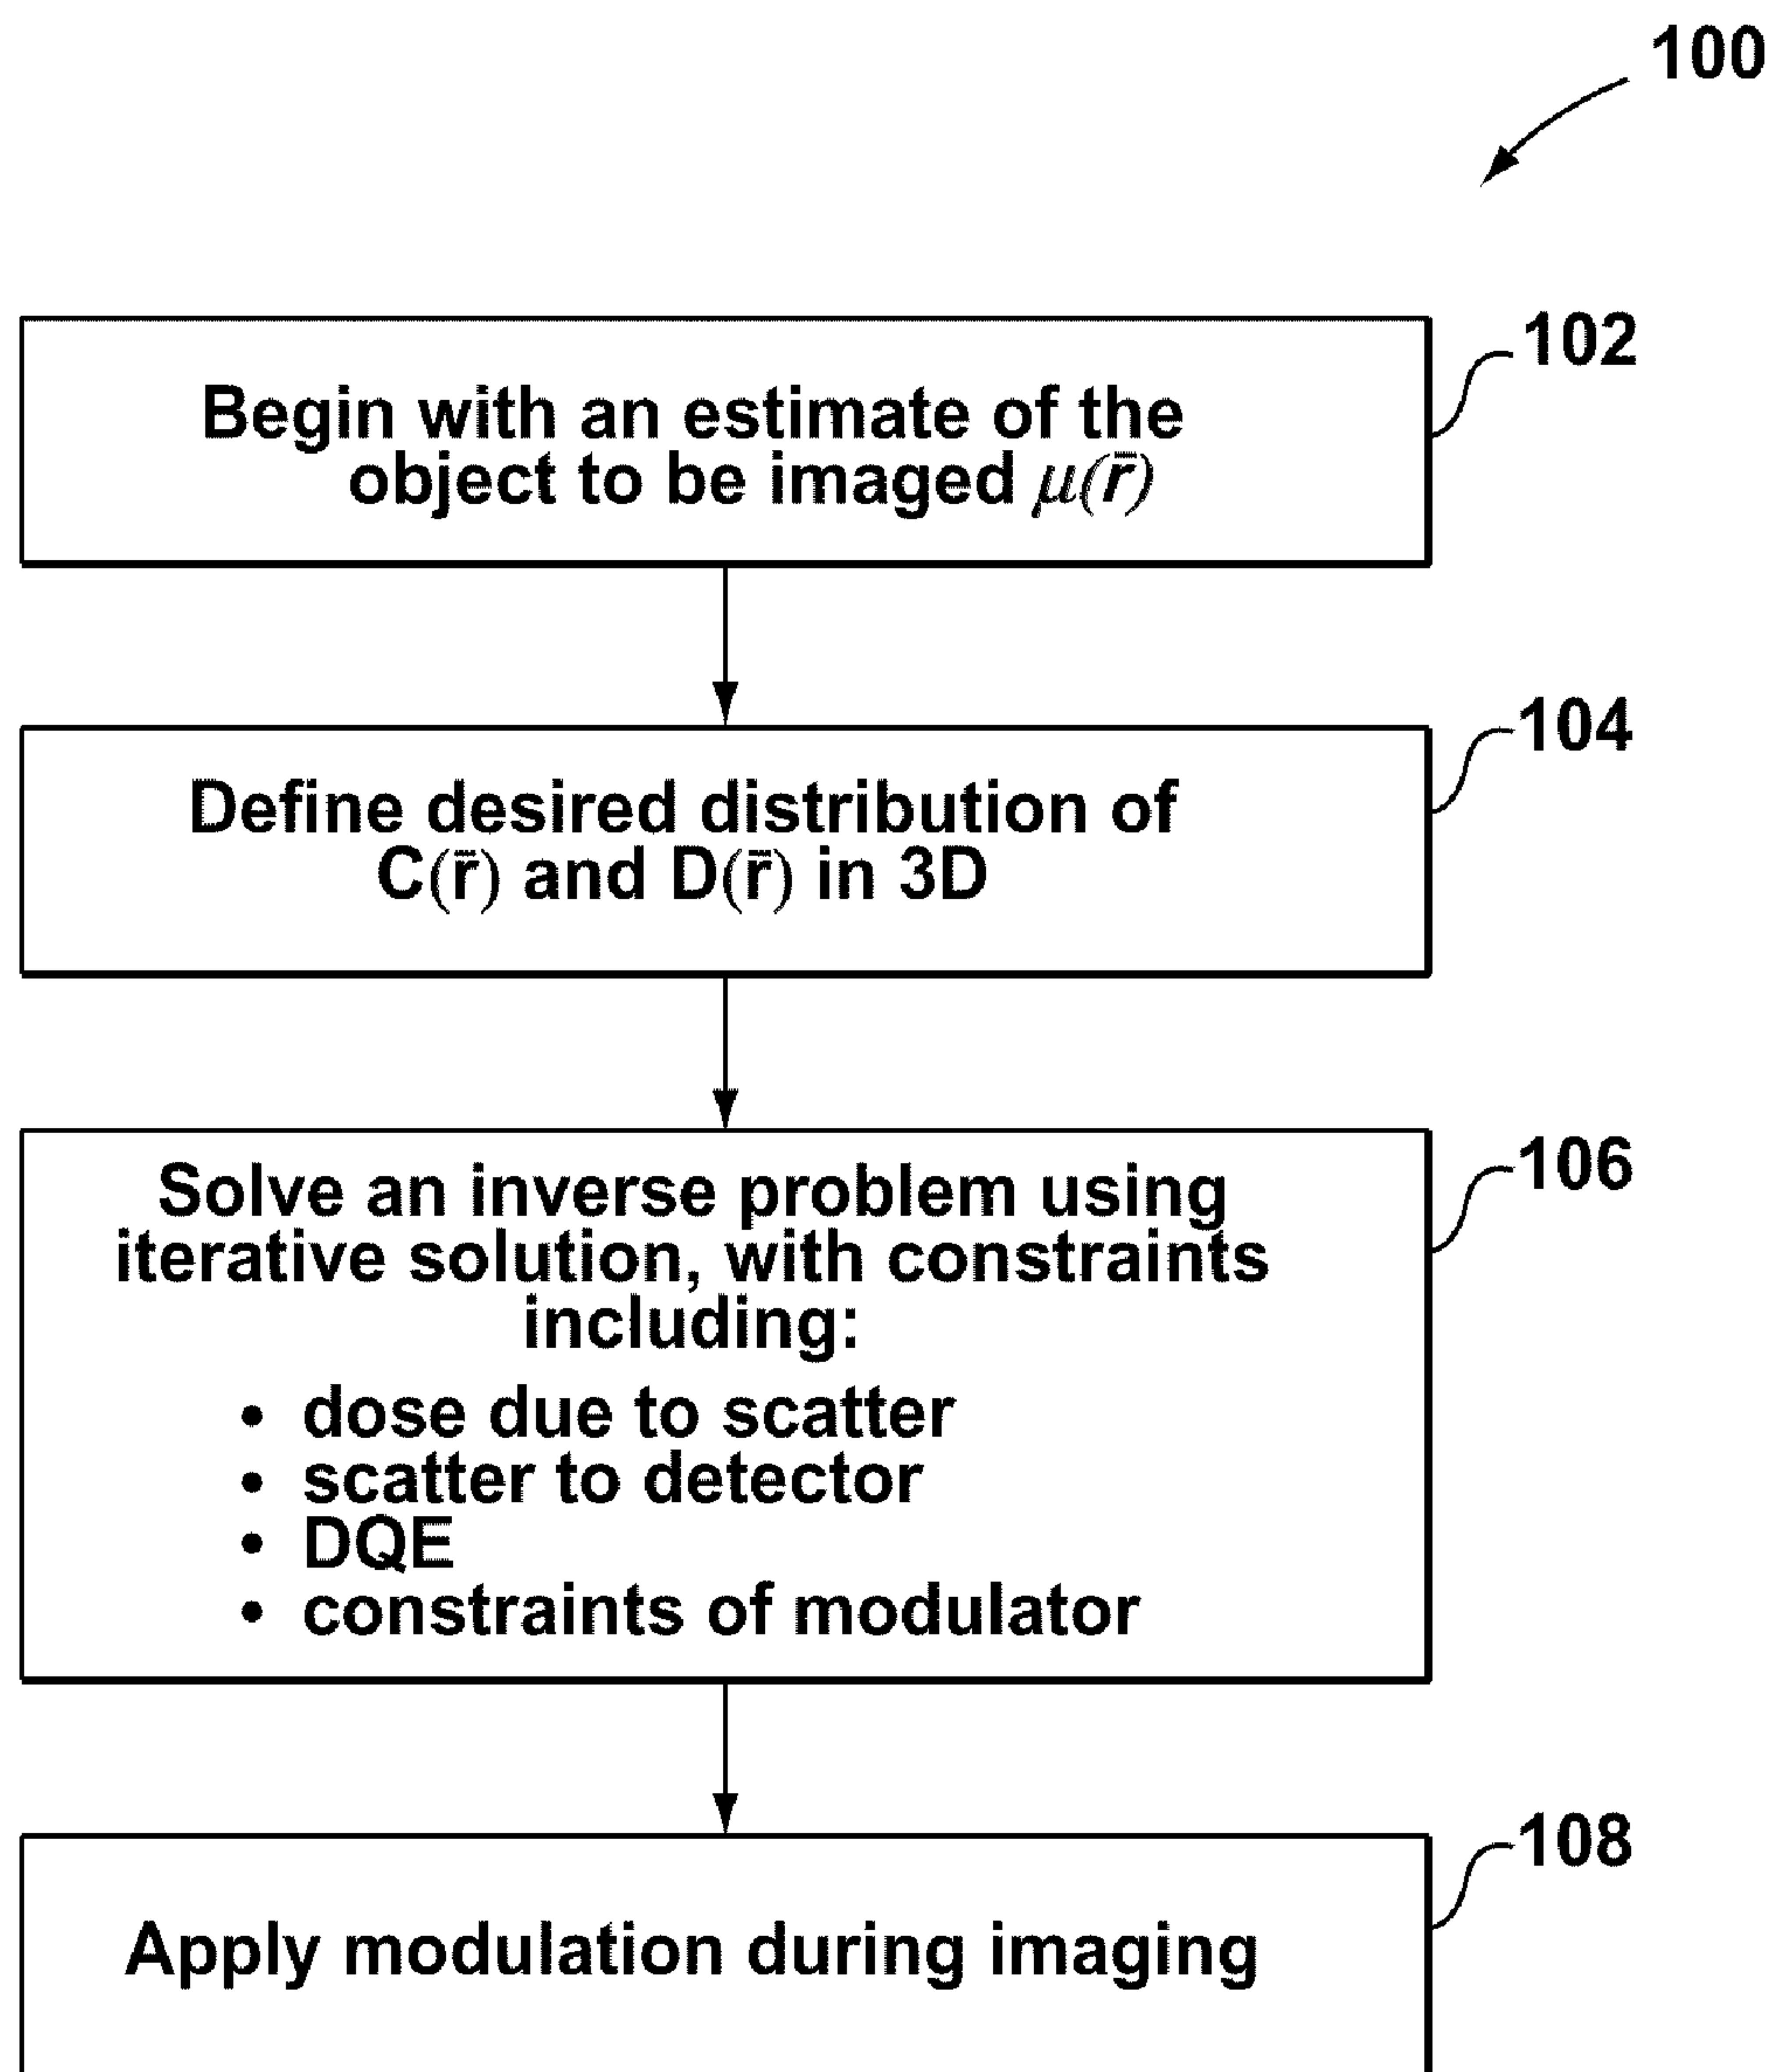 100
102
Begin with an estimate of the
object to be imaged μ(r̄)
104
Define desired distribution of
C(r̄) and D(r̄) in 3D
106
Solve an inverse problem using
iterative solution, with constraints
including:
• dose due to scatter
• scatter to detector
• DQE
• constraints of modulator
108
Apply modulation during imaging